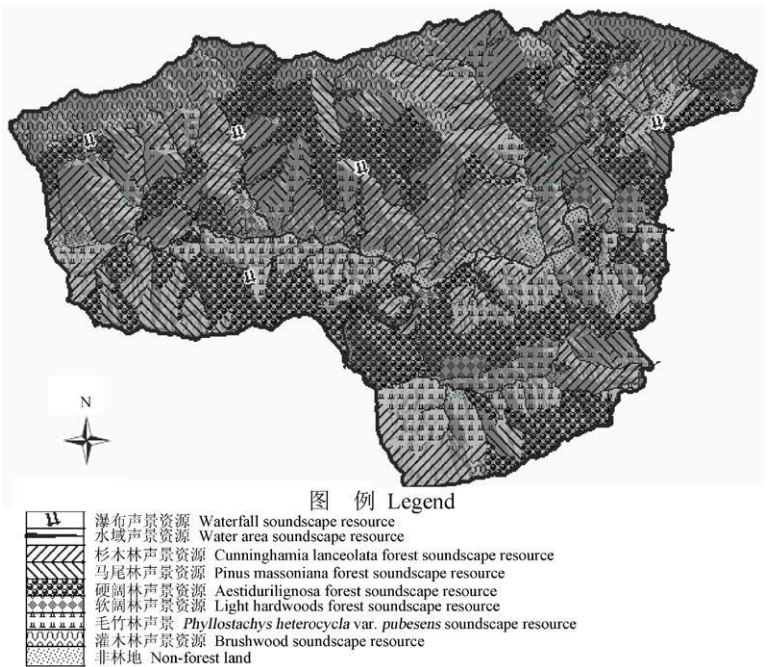 N
图 例 Legend
瀑布声景资源 Waterfall soundscape resource
水域声景资源 Water area soundscape resource
杉木林声景资源 Cunninghamia lanceolata forest soundscape resource
马尾林声景资源 Pinus massoniana forest soundscape resource
硬阔林声景资源 Aestidurilignosa forest soundscape resource
软阔林声景资源 Light hardwoods forest soundscape resource
毛竹林声景 Phyllostachys heterocycla var. pubesens soundscape resource
灌木林声景资源 Brushwood soundscape resource
非林地 Non-forest land